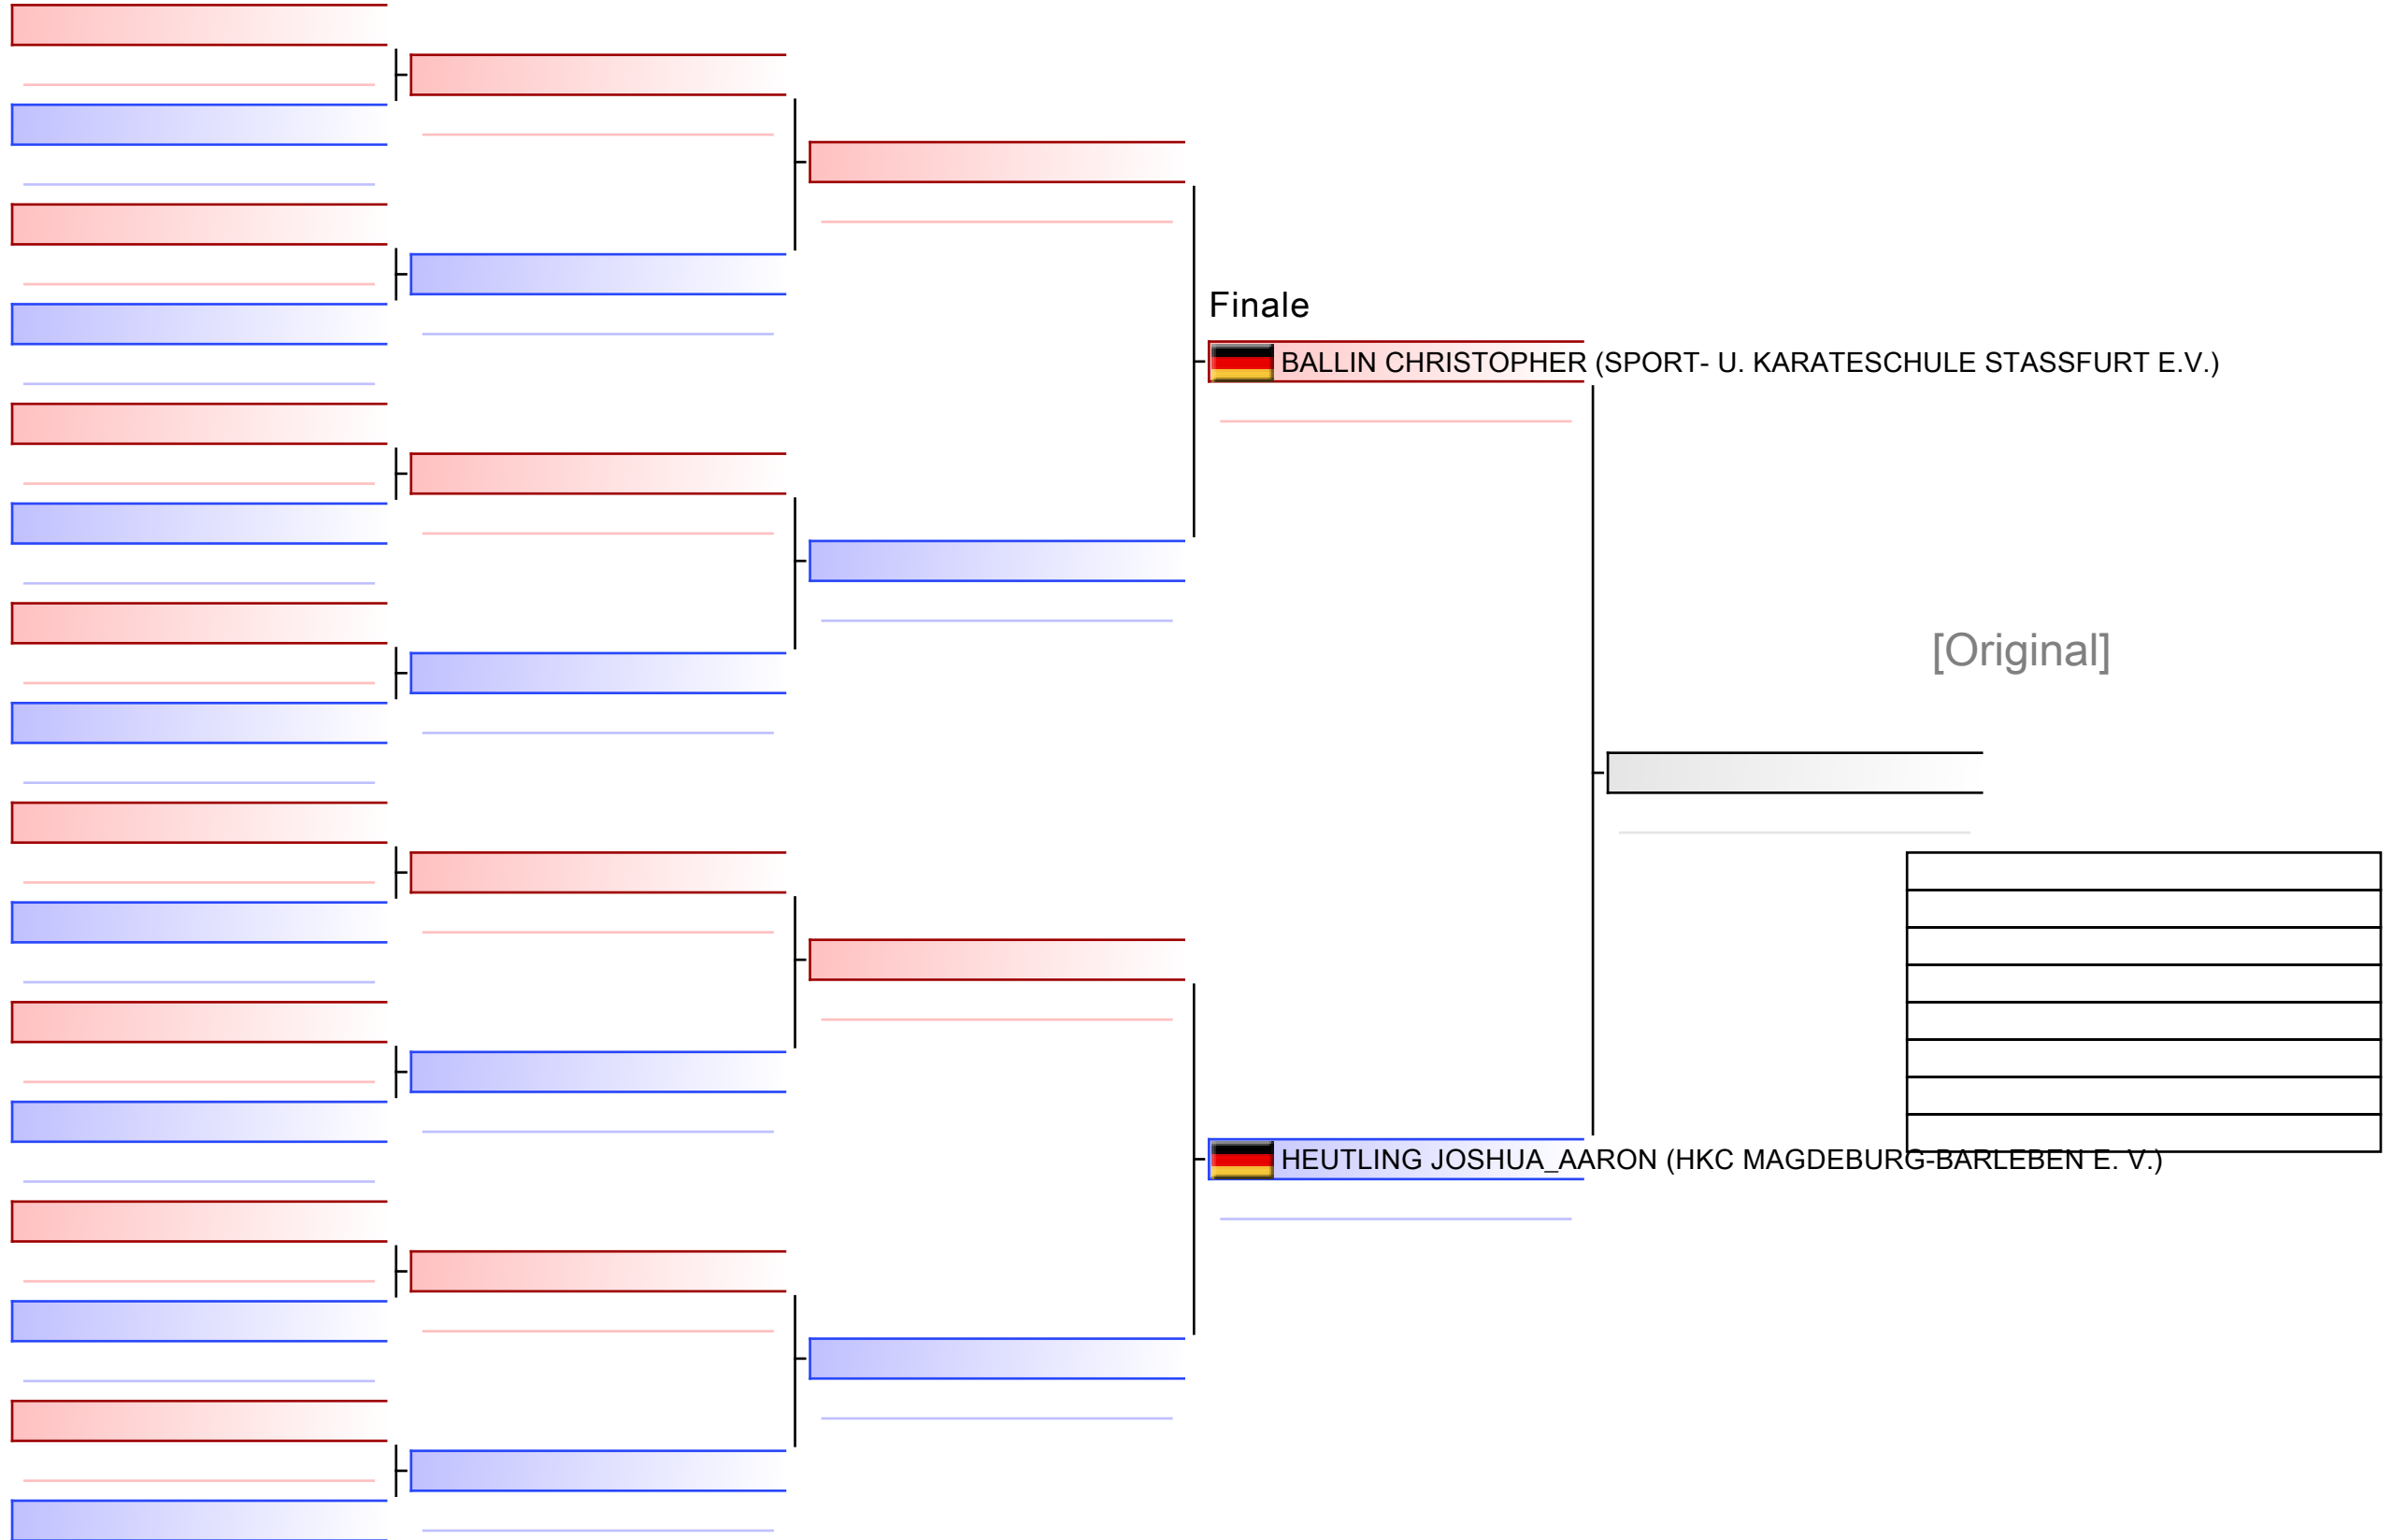 Finale
BALLIN CHRISTOPHER (SPORT- U. KARATESCHULE STASSFURT E.V.)
[Original]
HEUTLING JOSHUA_AARON (HKC MAGDEBURG-BARLEBEN E. V.)